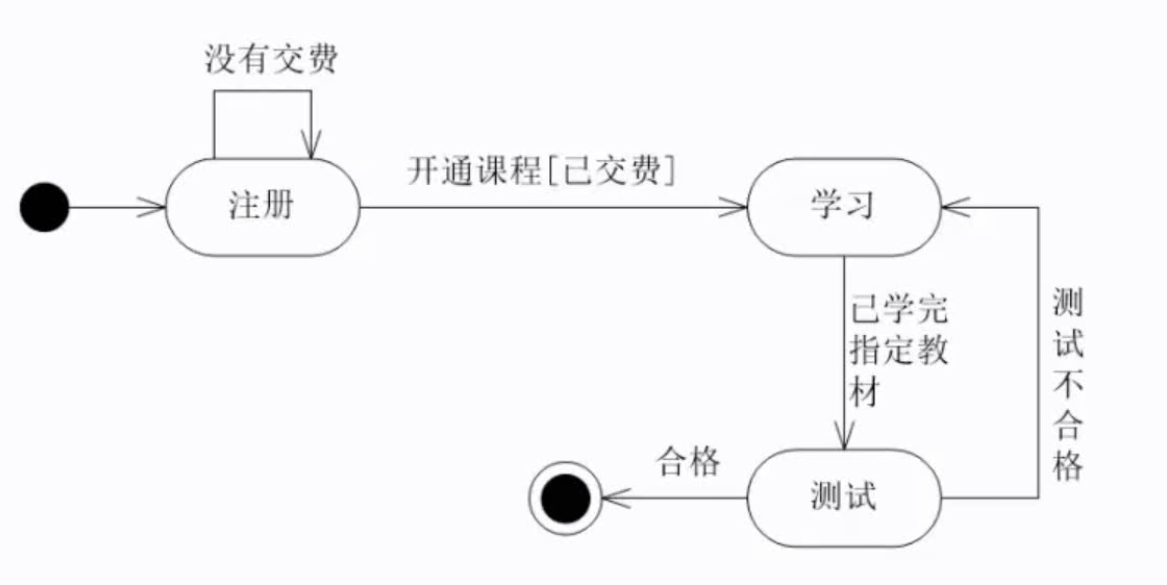 没有交费
开通课程[已交费]
注册
学习
已学完
指定教
材
测
试
不
合
格
合格
测试